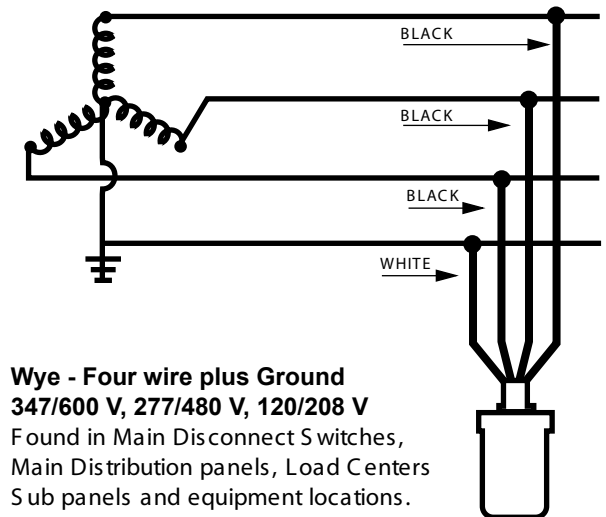 BLACK
BLACK
BLACK
WHITE
Wye - Four wire plus Ground
347/600 V, 277/480 V, 120/208 V
Found in Main Disconnect Switches,
Main Distribution panels, Load Centers
Sub panels and equipment locations.